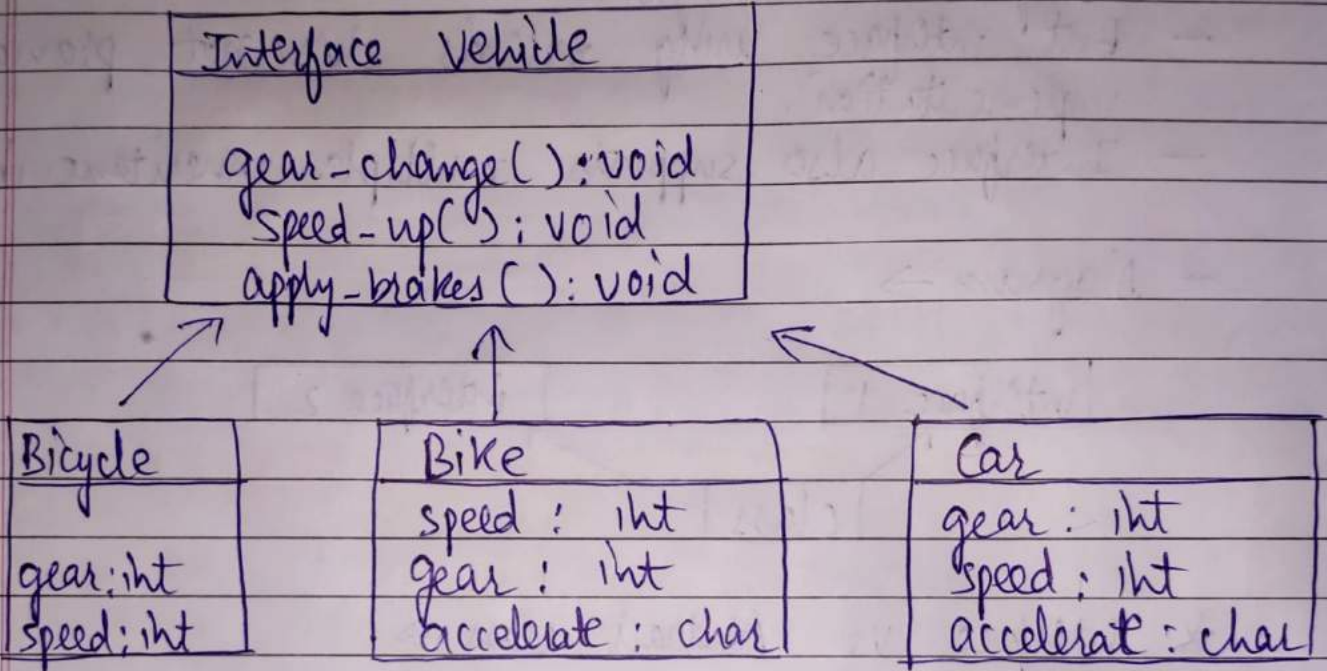 Interface Vehicle
gear-change( ): void
speed-up( ): void
apply-brakes ( ): void
Bicycle
gear: int
speed: int
Bike
speed : int
gear : int
accelerate : char
Car
gear : int
speed : int
accelerate : char